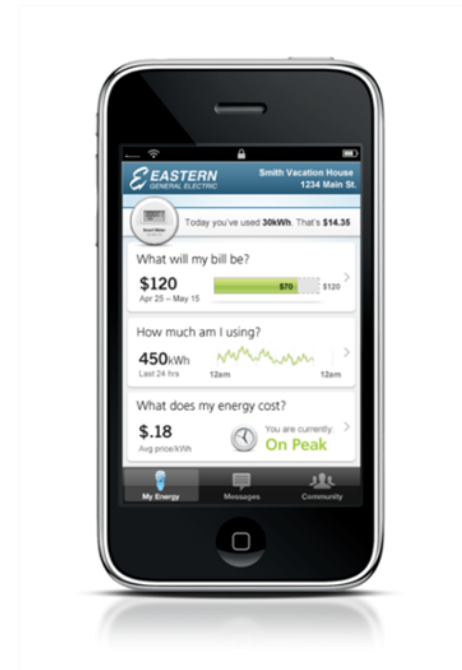 EASTERN
GENERAL ELECTRIC
Smith Vacation House
1234 Main St.
Today you've used 30kWh. That's $14.35
What will my bill be?
$120
Apr 25 – May 15
$70
$120
How much am I using?
450kWh
Last 24 hrs
12am
12am
What does my energy cost?
$.18
Avg price/kWh
You are currently:
On Peak
My Energy
Messages
Community